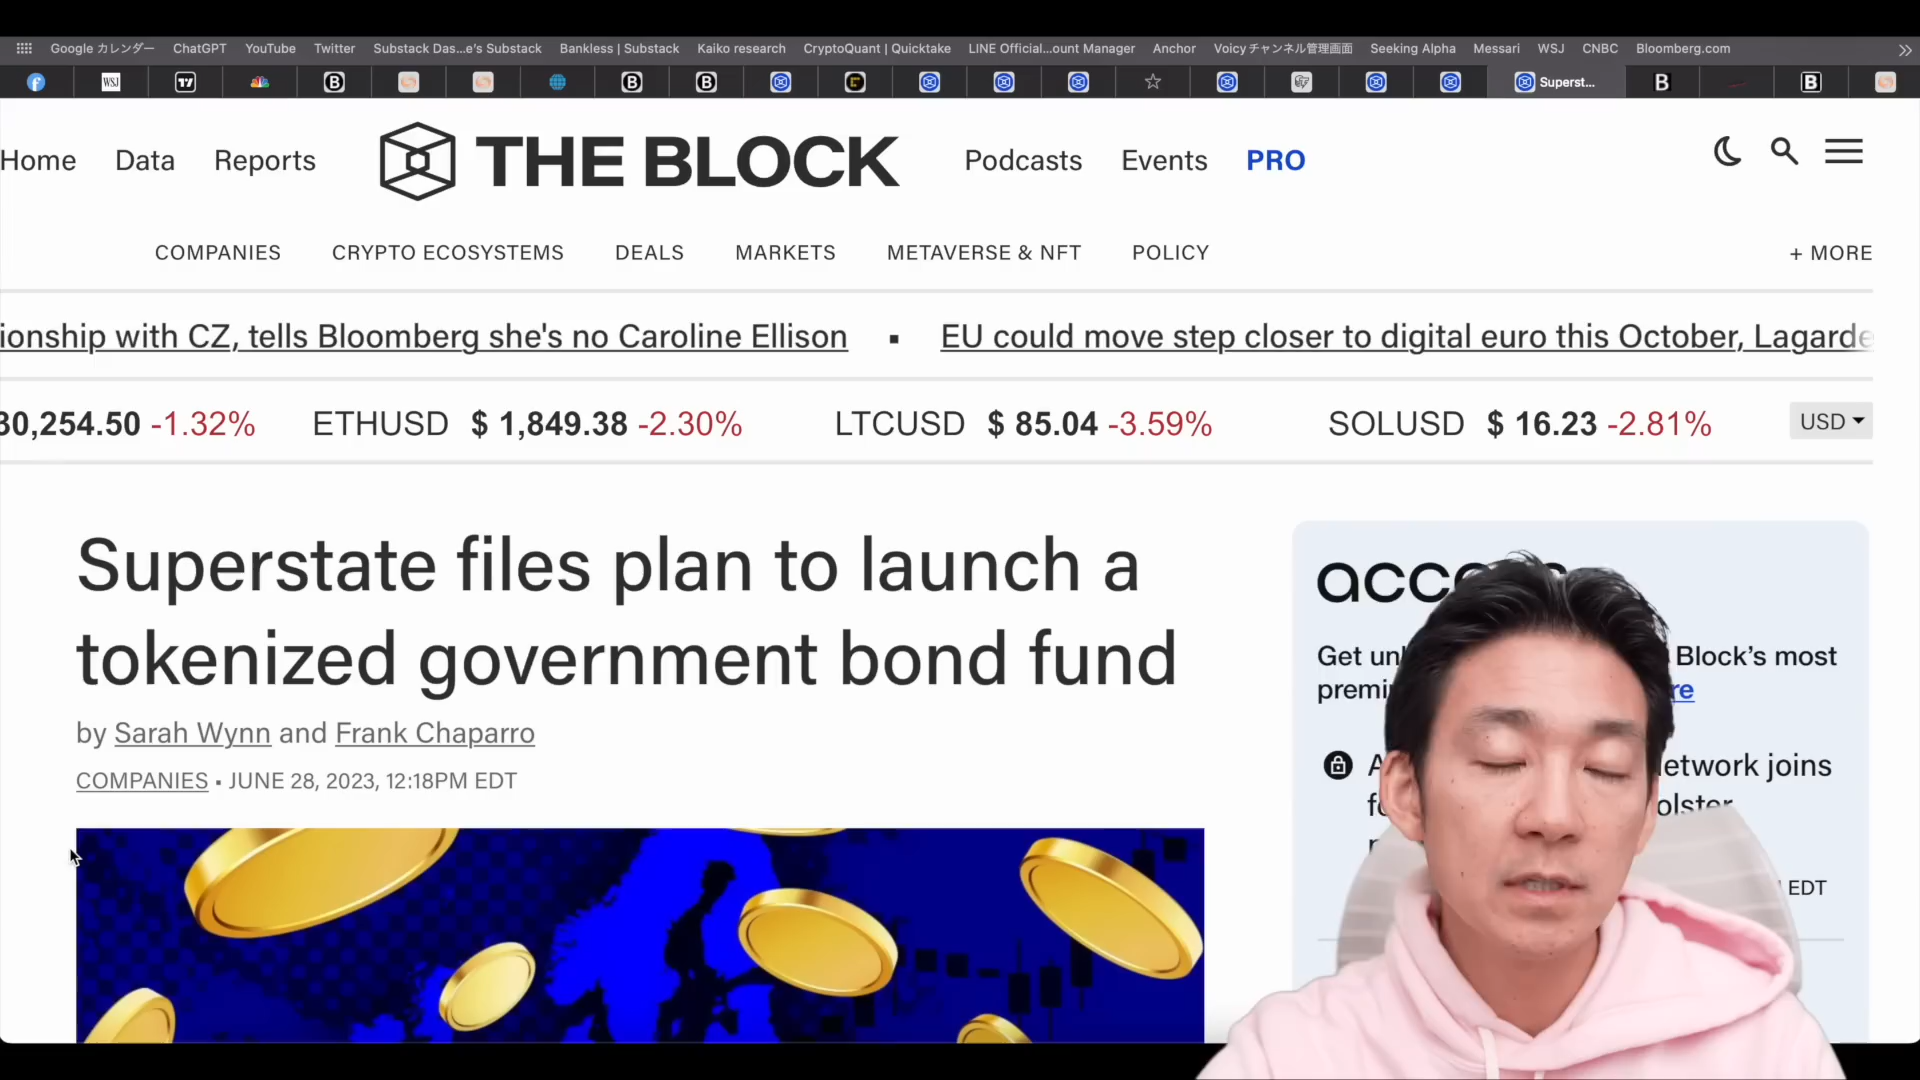 Google カレンダー ChatGPT YouTube Twitter Substack Das...e's Substack Bankless | Substack Kaiko research CryptoQuant | Quicktake LINE Official...ount Manager Anchor Voicy チャンネル管理画面 Seeking Alpha Messari WSJ CNBC Bloomberg.com
WSJ Superst...
Home Data Reports THE BLOCK Podcasts Events PRO
COMPANIES CRYPTO ECOSYSTEMS DEALS MARKETS METAVERSE & NFT POLICY + MORE
ionship with CZ, tells Bloomberg she's no Caroline Ellison ▪ EU could move step closer to digital euro this October, Lagarde
30,254.50 -1.32% ETHUSD $ 1,849.38 -2.30% LTCUSD $ 85.04 -3.59% SOLUSD $ 16.23 -2.81% USD
Superstate files plan to launch a
tokenized government bond fund
by Sarah Wynn and Frank Chaparro
COMPANIES • JUNE 28, 2023, 12:18PM EDT
Get Block's most
etwork joins
EDT